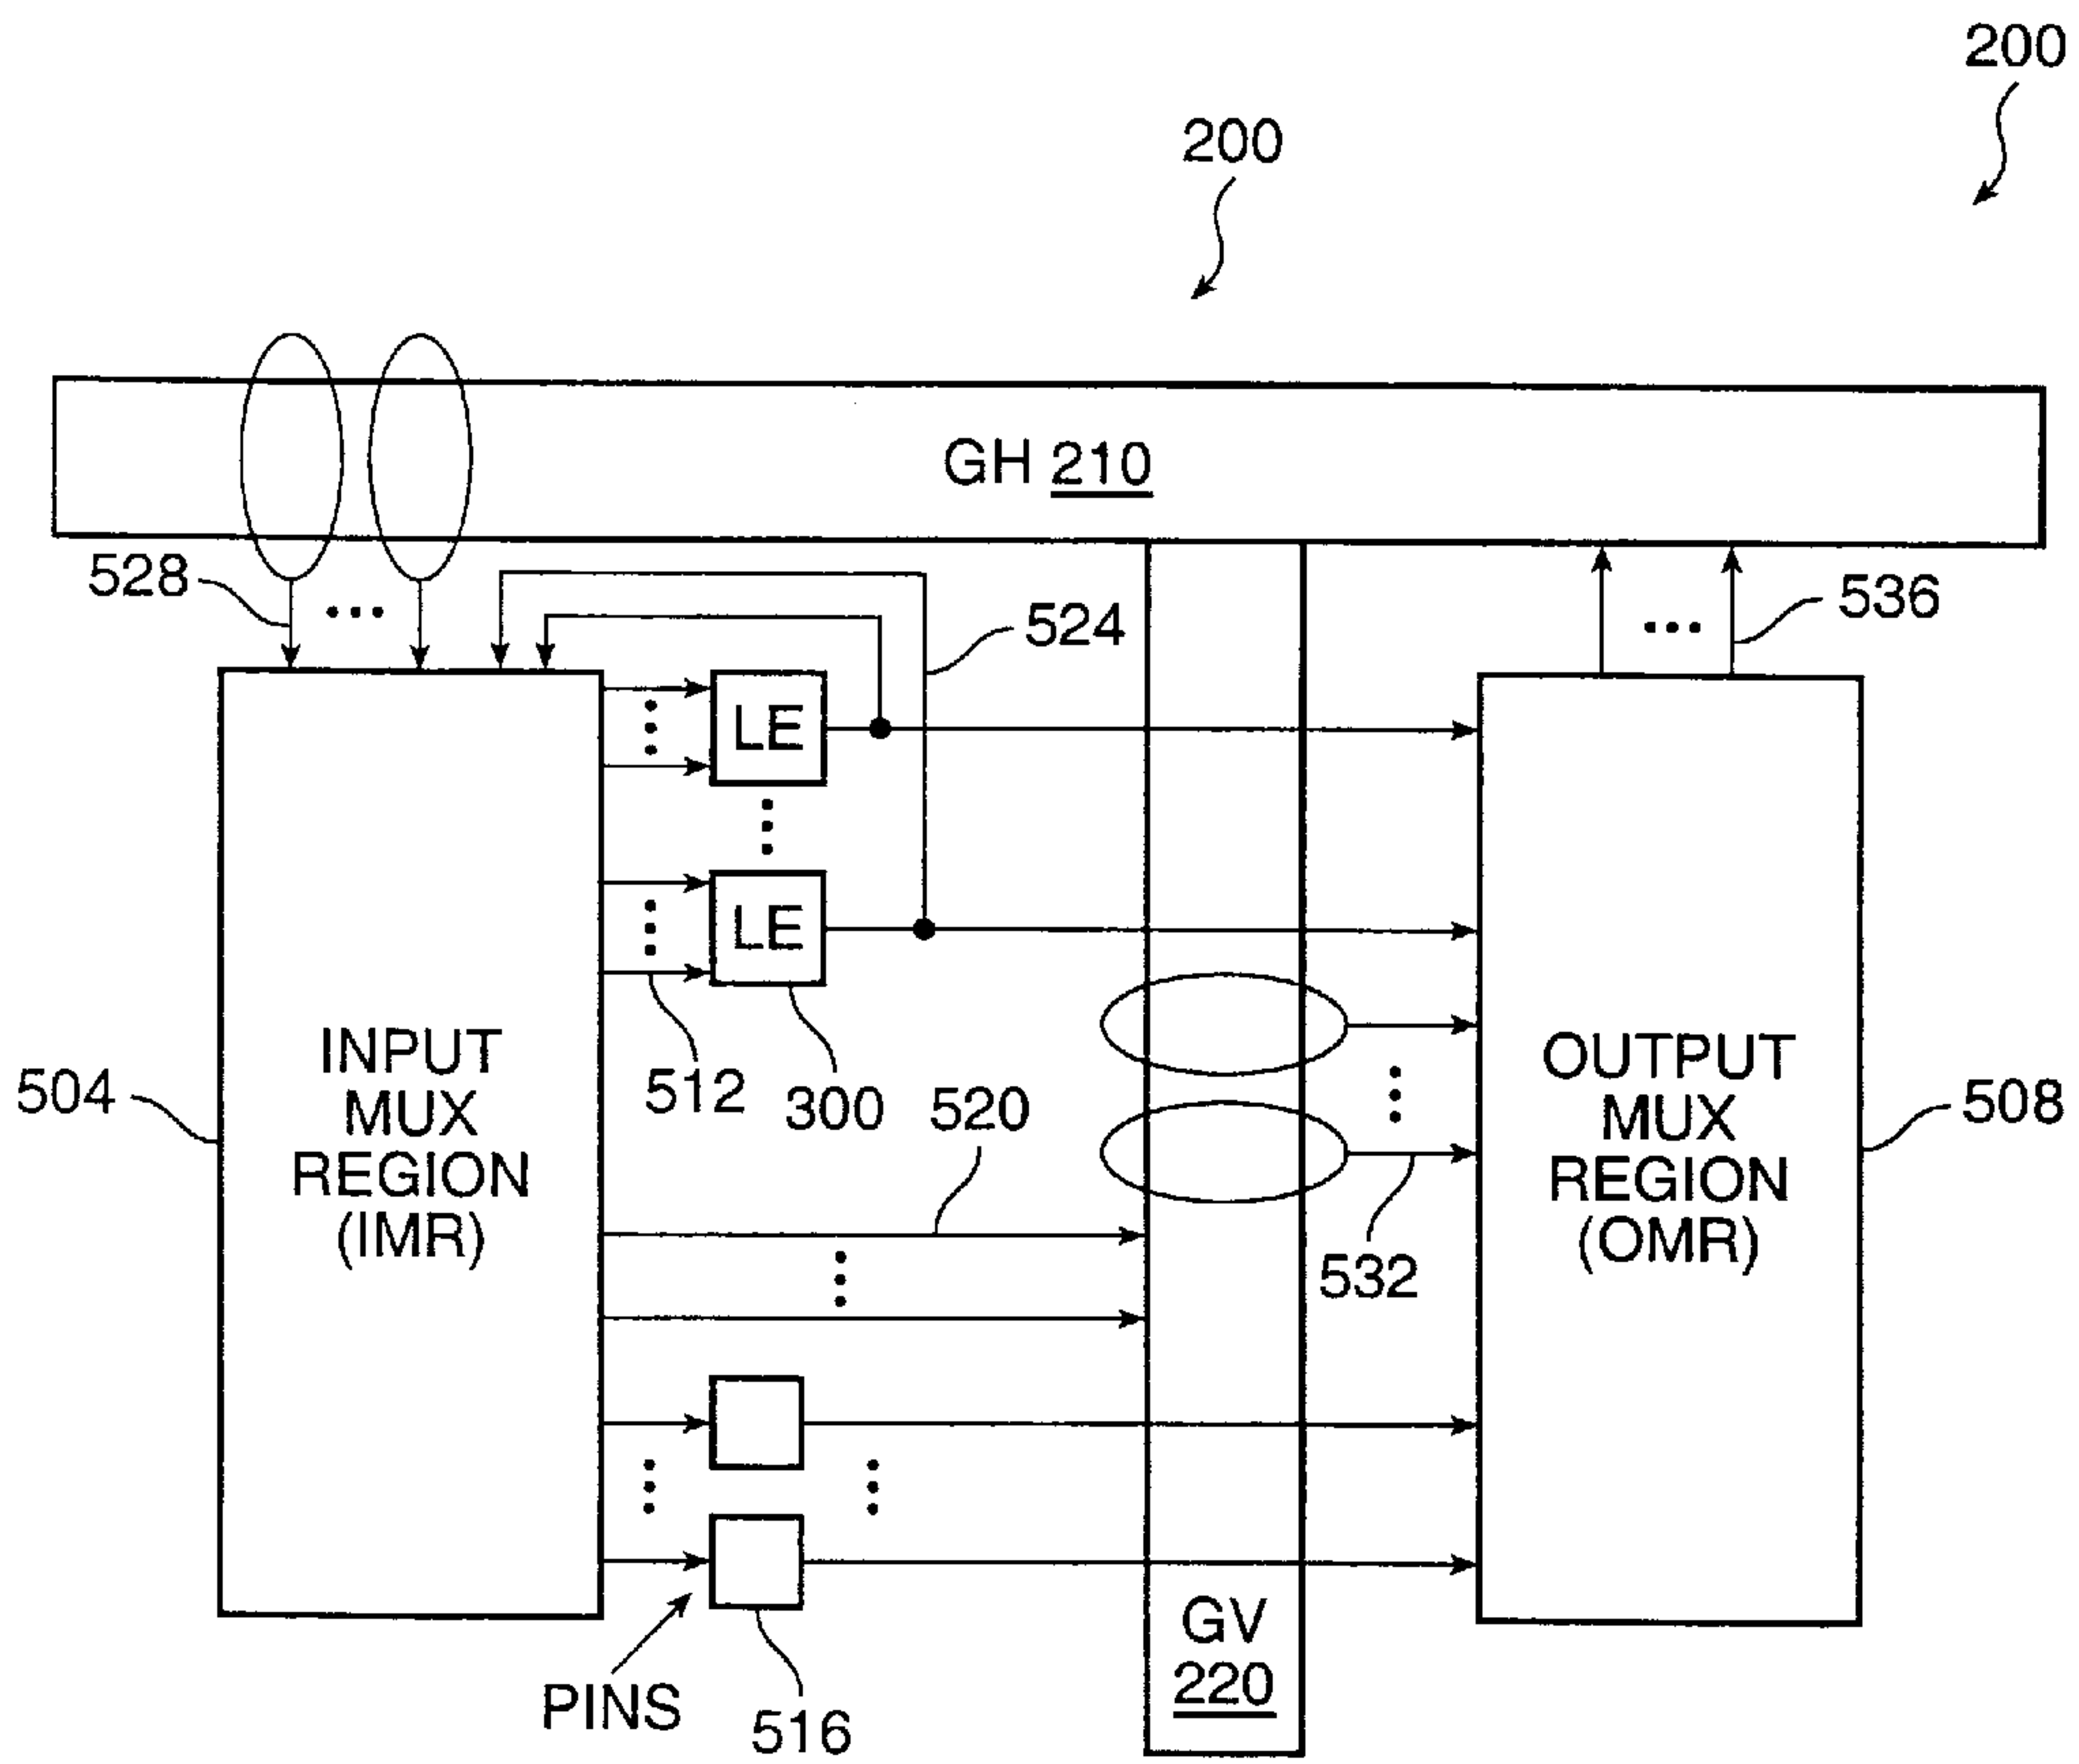 200
200
GH 210
528
524
536
LE
LE
INPUT
MUX
REGION
(IMR)
OUTPUT
MUX
REGION
(OMR)
504
512
300
520
508
532
PINS
516
GV
220